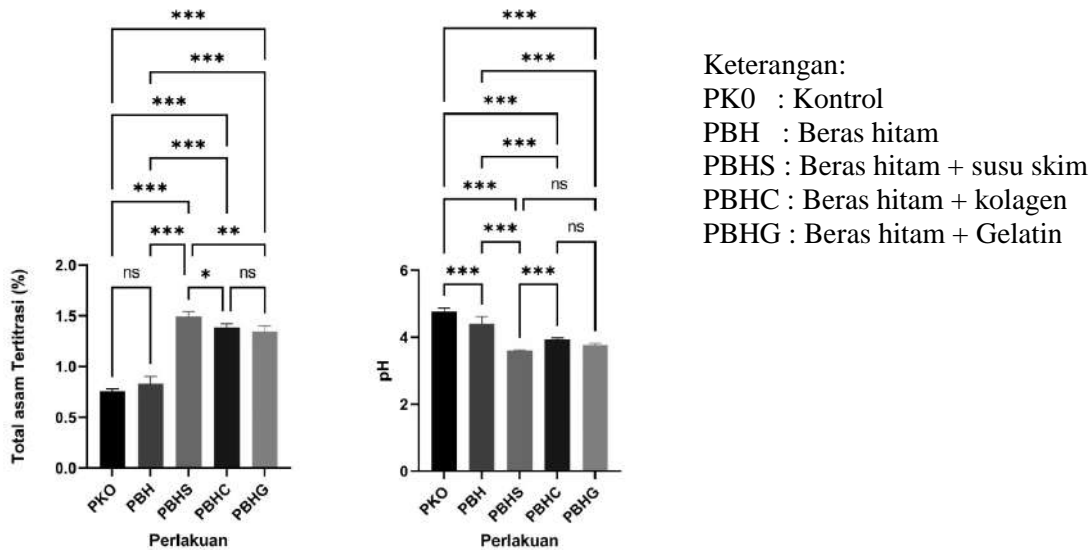 ***
***
***
***
***
***
**
ns
*
ns
2.0
1.5
1.0
0.5
0.0
Total asam Tertitrasi (%)
PKO
PBH
PBHS
PBHC
PBHG
Perlakuan
***
***
***
***
***
ns
***
ns
***
***
6
4
2
0
pH
PKO
PBH
PBHS
PBHC
PBHG
Perlakuan
Keterangan:
PK0 : Kontrol
PBH : Beras hitam
PBHS : Beras hitam + susu skim
PBHC : Beras hitam + kolagen
PBHG : Beras hitam + Gelatin